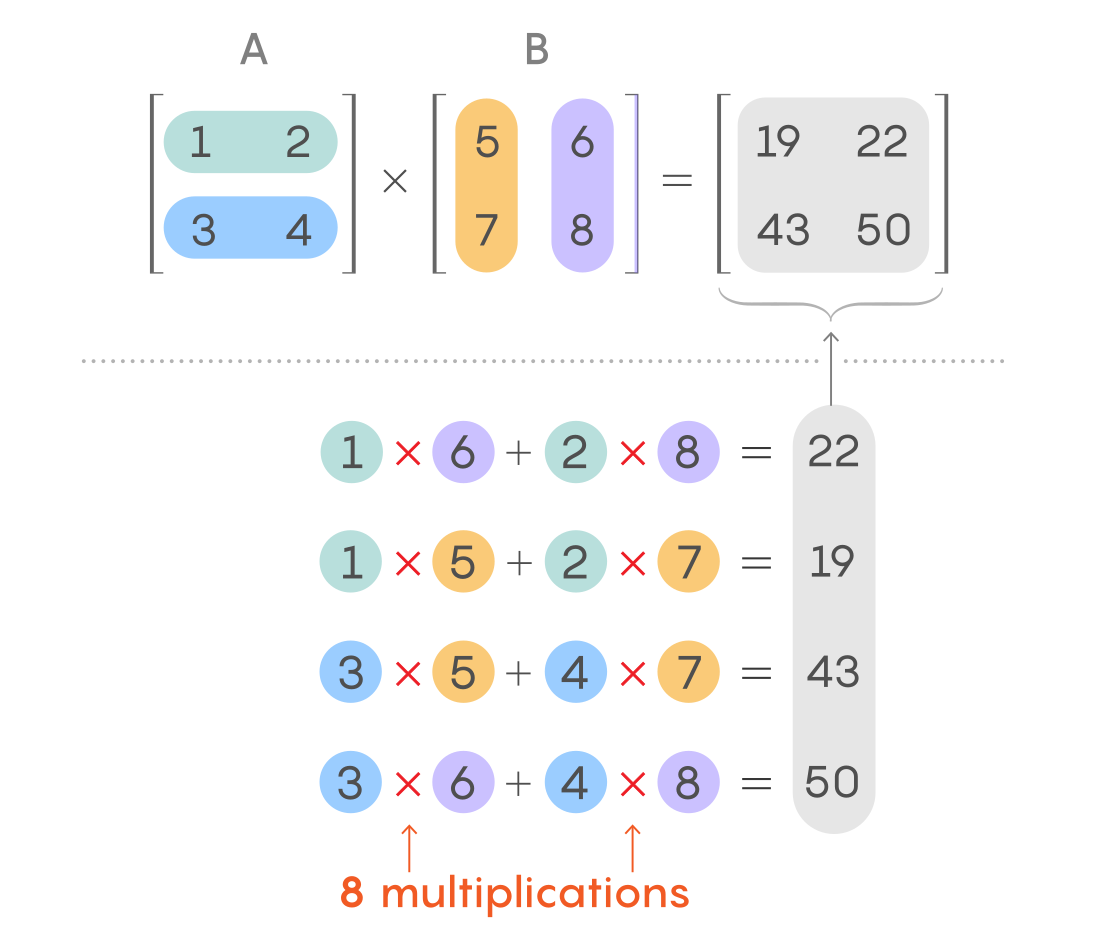 A B
1 2 × 5 6 = 19 22
3 4 7 8 43 50
1 × 6 + 2 × 8 = 22
1 × 5 + 2 × 7 = 19
3 × 5 + 4 × 7 = 43
3 × 6 + 4 × 8 = 50
8 multiplications